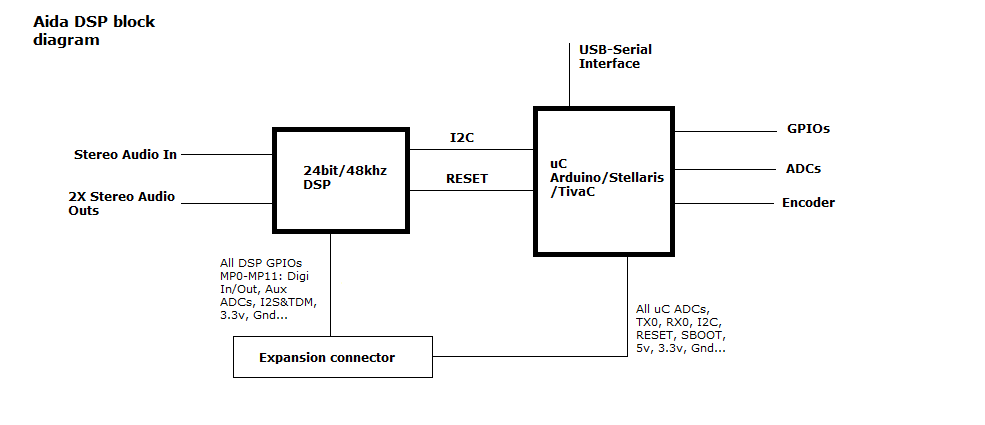 Aida DSP block
diagram
USB-Serial
Interface
I2C
GPIOs
Stereo Audio In
24bit/48khz
DSP
uC
Arduino/Stellaris
/TivaC
ADCs
RESET
2X Stereo Audio
Outs
Encoder
All DSP GPIOs
MP0-MP11: Digi
In/Out, Aux
ADCs, I2S&TDM,
3.3v, Gnd...
All uC ADCs,
TX0, RX0, I2C,
RESET, SBOOT,
5v, 3.3v, Gnd...
Expansion connector